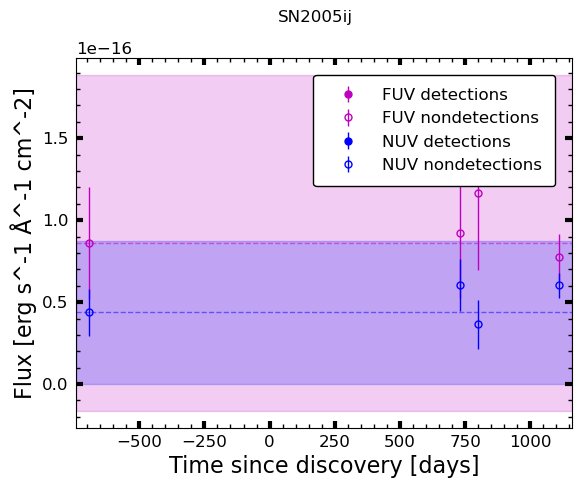 SN2005ij
1e−16
FUV detections
FUV nondetections
NUV detections
NUV nondetections
1.5
1.0
0.5
0.0
Flux [erg s^-1 Å^-1 cm^-2]
−500
−250
0
250
500
750
1000
Time since discovery [days]